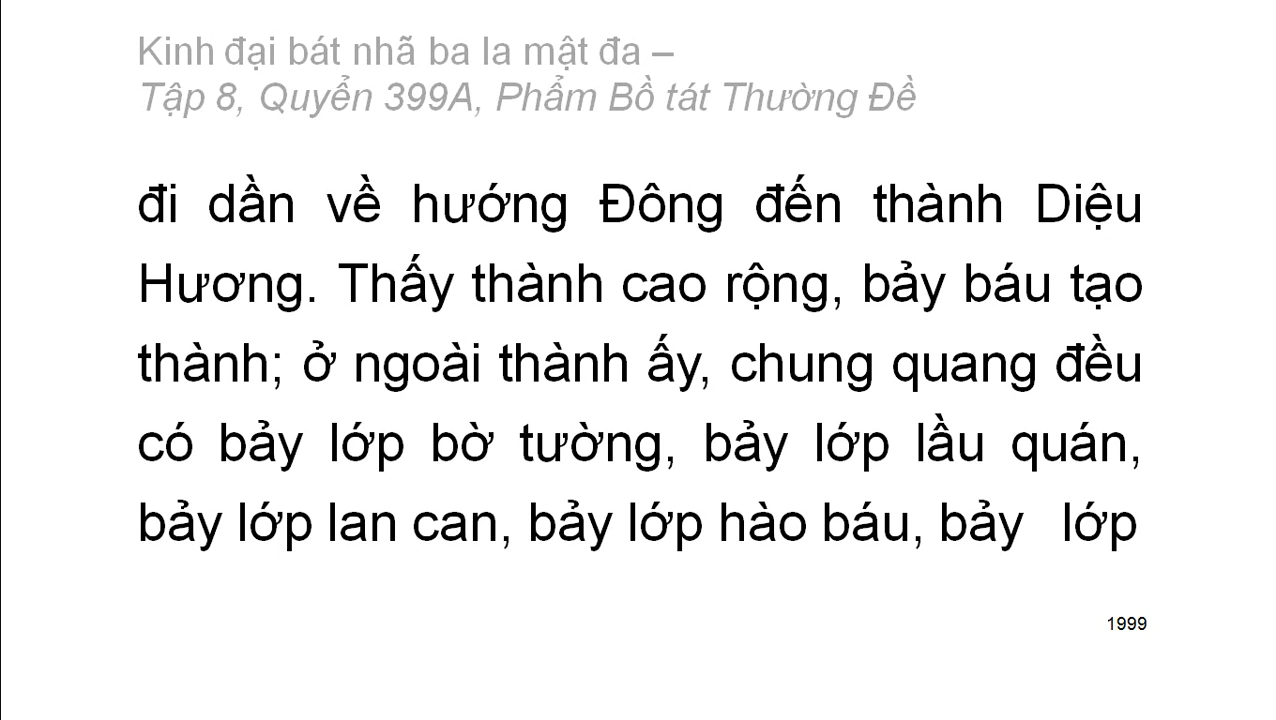 Kinh đại bát nhã ba la mật đa –
Tập 8, Quyển 399A, Phẩm Bồ tát Thường Đề
đi dần về hướng Đông đến thành Diệu
Hương. Thấy thành cao rộng, bảy báu tạo
thành; ở ngoài thành ấy, chung quang đều
có bảy lớp bờ tường, bảy lớp lầu quán,
bảy lớp lan can, bảy lớp hào báu, bảy lớp
1999